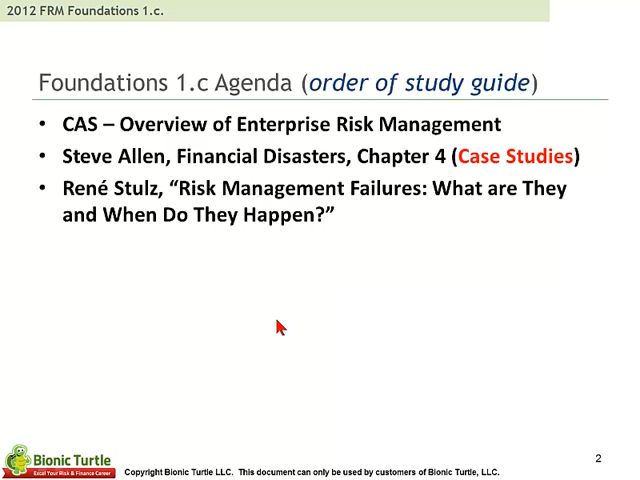 2012 FRM Foundations 1.c.
Foundations 1.c Agenda (order of study guide)
• CAS – Overview of Enterprise Risk Management
• Steve Allen, Financial Disasters, Chapter 4 (Case Studies)
• René Stulz, “Risk Management Failures: What are They
and When Do They Happen?”
2
Bionic Turtle
Excel Your Risk & Finance Career
Copyright Bionic Turtle LLC. This document can only be used by customers of Bionic Turtle, LLC.